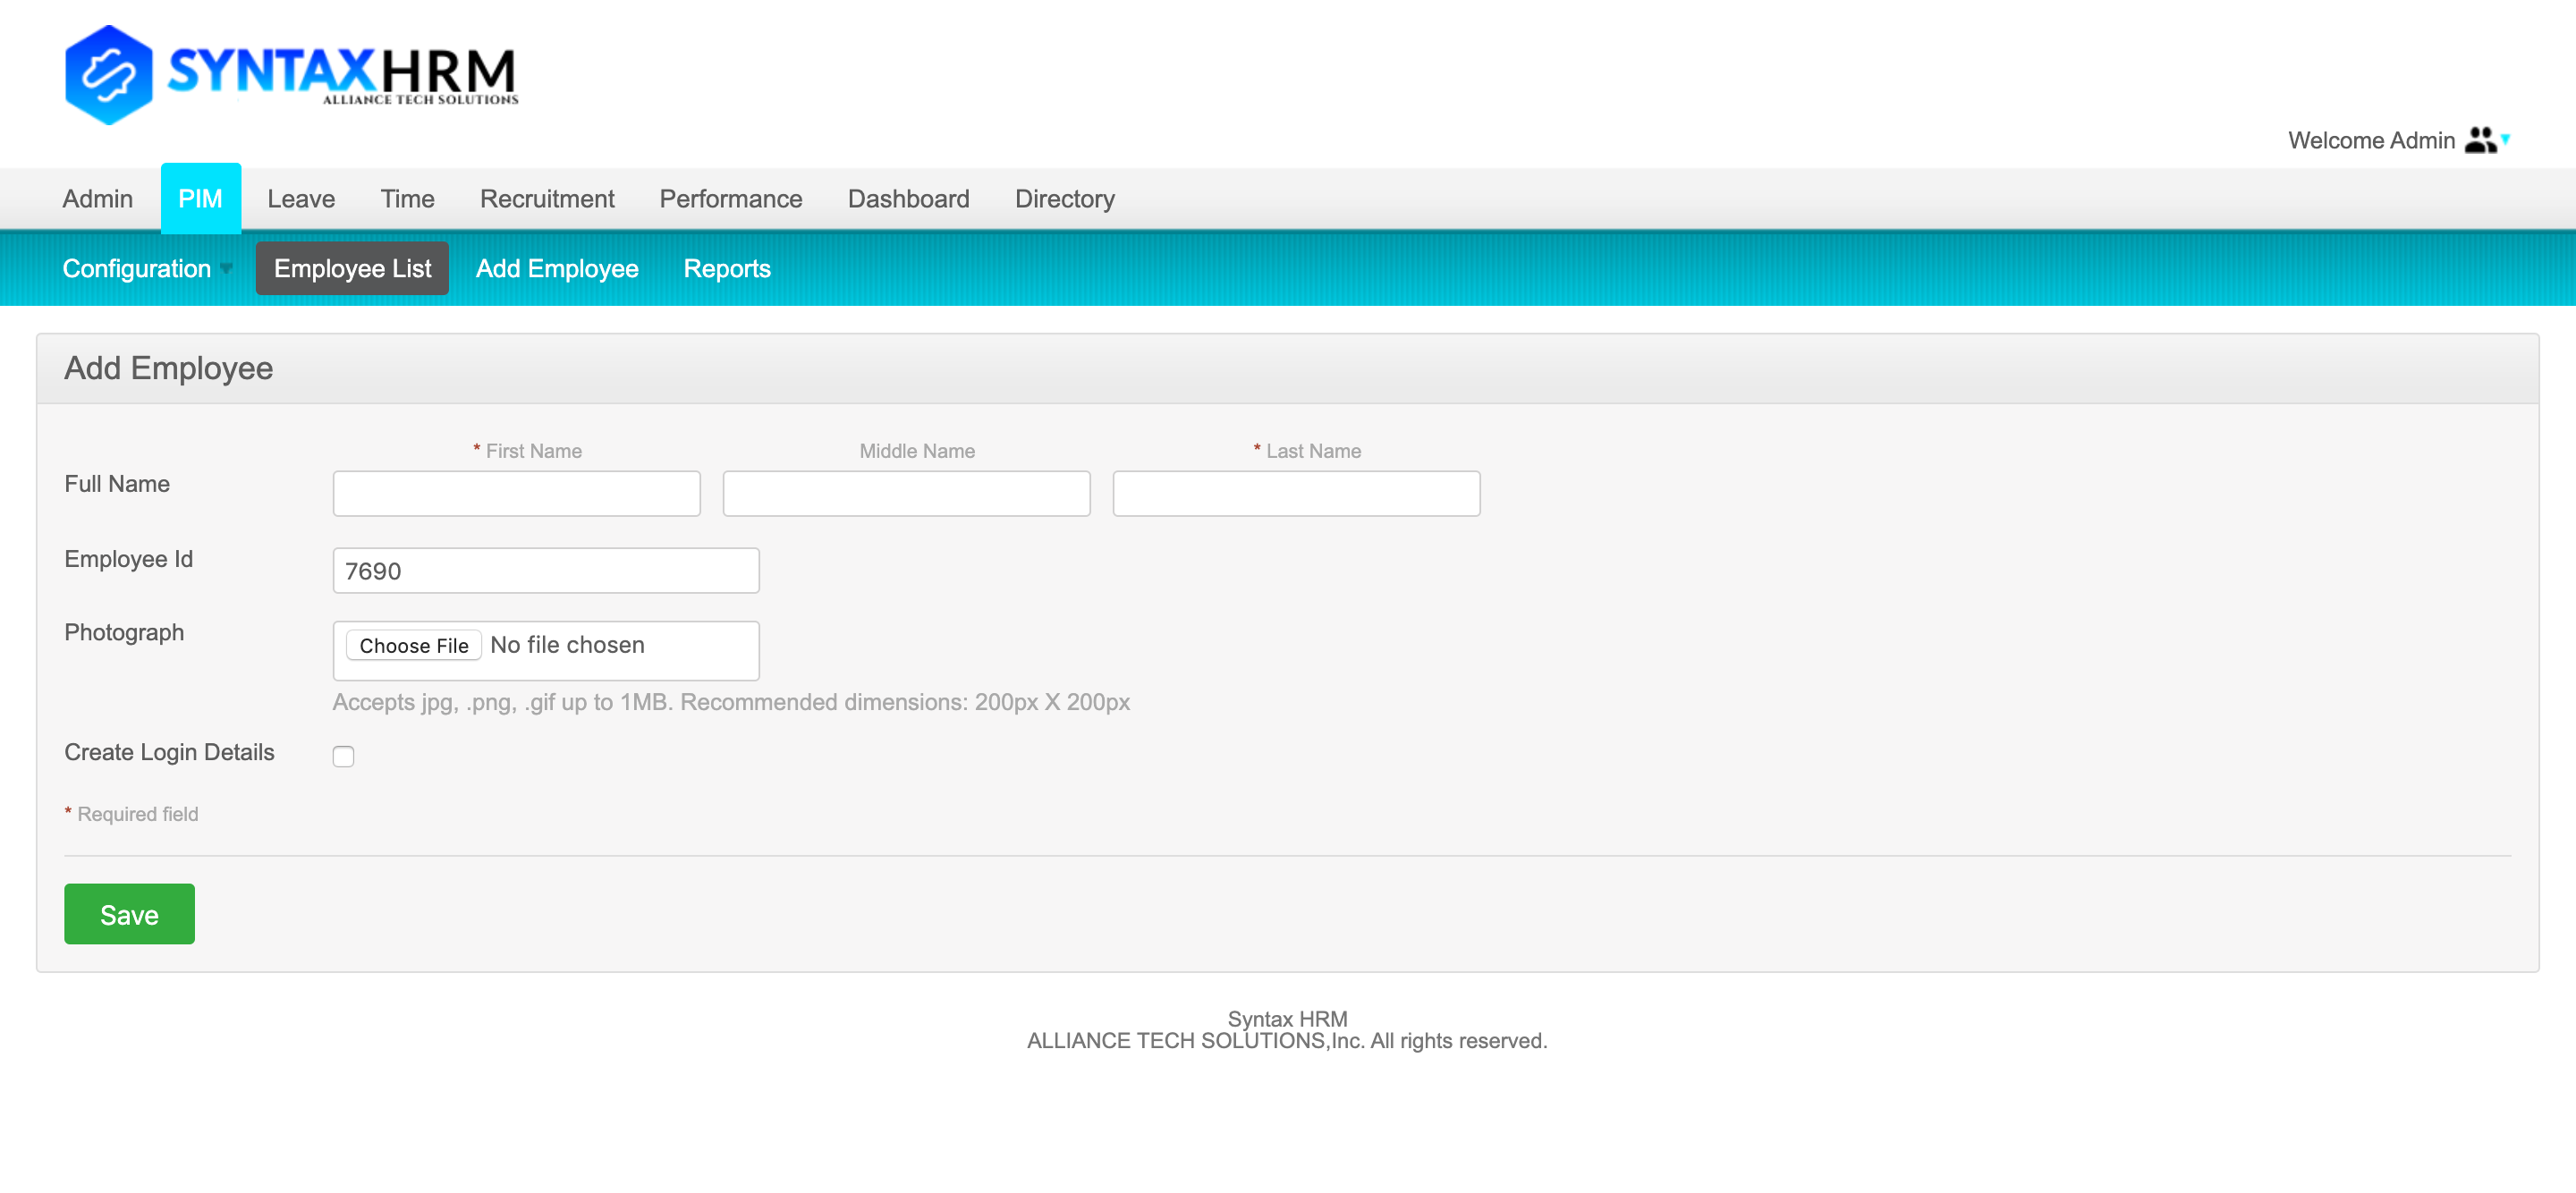 SYNTAXHRM
ALLIANCE TECH SOLUTIONS
Welcome Admin
Admin PIM Leave Time Recruitment Performance Dashboard Directory
Configuration Employee List Add Employee Reports
Add Employee
* First Name Middle Name * Last Name
Full Name
Employee Id 7690
Photograph Choose File No file chosen
Accepts jpg, .png, .gif up to 1MB. Recommended dimensions: 200px X 200px
Create Login Details
* Required field
Save
Syntax HRM
ALLIANCE TECH SOLUTIONS,Inc. All rights reserved.